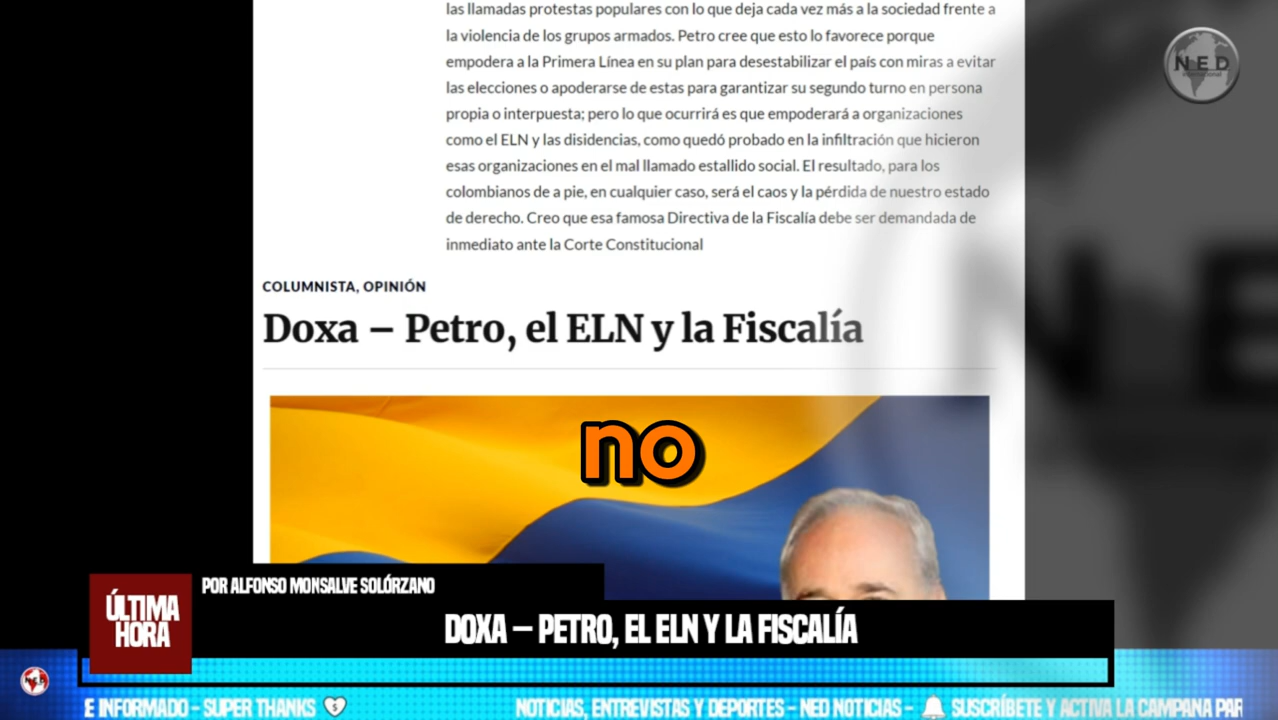 las llamadas protestas populares con lo que deja cada vez más a la sociedad frente a
la violencia de los grupos armados. Petro cree que esto lo favorece porque
empodera a la Primera Línea en su plan para desestabilizar el país con miras a evitar
las elecciones o apoderarse de estas para garantizar su segundo turno en persona
propia o interpuesta; pero lo que ocurrirá es que empoderará a organizaciones
como el ELN y las disidencias, como quedó probado en la infiltración que hicieron
esas organizaciones en el mal llamado estallido social. El resultado, para los
colombianos de a pie, en cualquier caso, será el caos y la pérdida de nuestro estado
de derecho. Creo que esa famosa Directiva de la Fiscalía debe ser demandada de
inmediato ante la Corte Constitucional
NED
COLUMNISTA, OPINIÓN
Doxa – Petro, el ELN y la Fiscalía
no
POR ALFONSO MONSALVE SOLÓRZANO
ÚLTIMA
HORA
DOXA – PETRO, EL ELN Y LA FISCALÍA
E INFORMADO - SUPER THANKS
NOTICIAS, ENTREVISTAS Y DEPORTES - NED NOTICIAS -
SUSCRÍBETE Y ACTIVA LA CAMPANA PAR